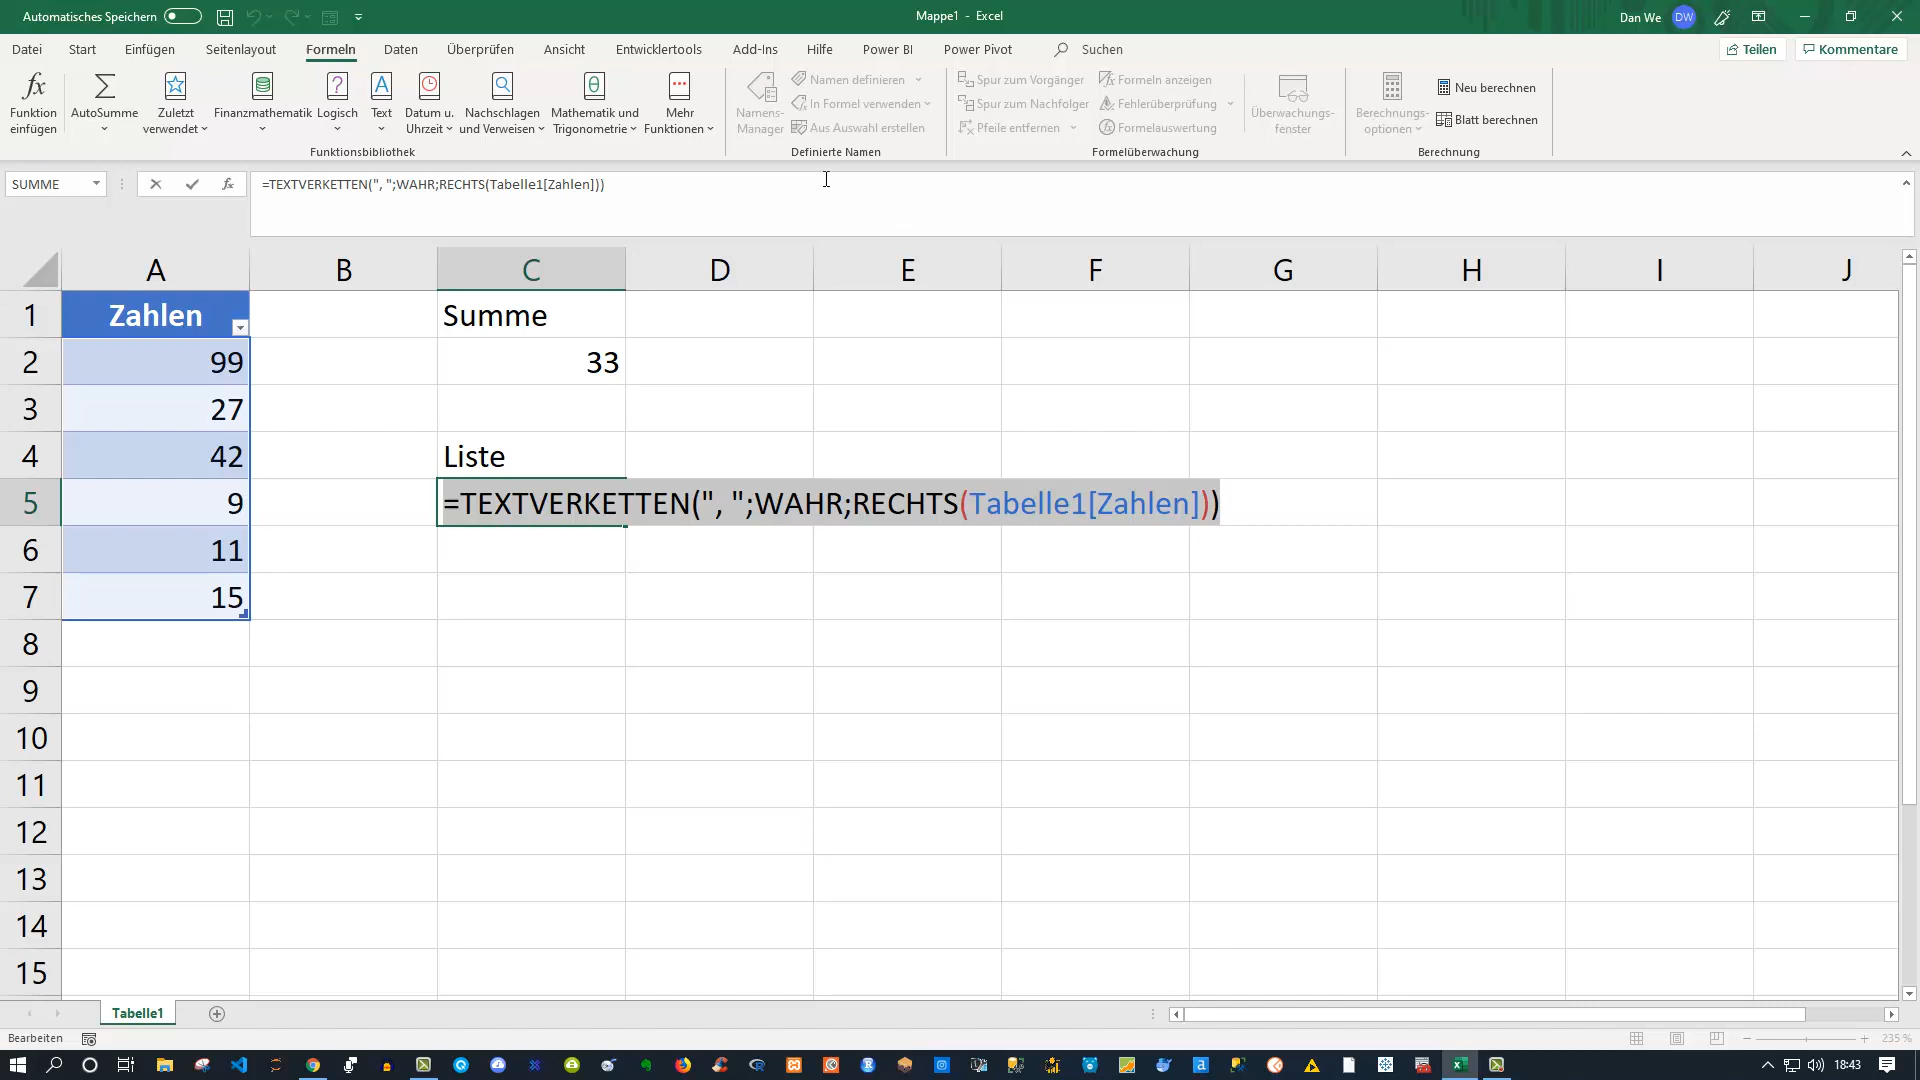 Automatisches Speichern
Mappe1 - Excel
Dan We DW
Datei Start Einfügen Seitenlayout Formeln Daten Überprüfen Ansicht Entwicklertools Add-Ins Hilfe Power BI Power Pivot Suchen Teilen Kommentare
Funktion einfügen
AutoSumme
Zuletzt verwendet
Finanzmathematik
Logisch
Text
Datum u. Uhrzeit
Nachschlagen und Verweisen
Mathematik und Trigonometrie
Mehr Funktionen
Funktionsbibliothek
Namens-Manager
Namen definieren
In Formel verwenden
Aus Auswahl erstellen
Definierte Namen
Spur zum Vorgänger
Spur zum Nachfolger
Pfeile entfernen
Formeln anzeigen
Fehlerüberprüfung
Formelauswertung
Formelüberwachung
Überwachungs-fenster
Berechnungs-optionen
Neu berechnen
Blatt berechnen
Berechnung
SUMME
fx
=TEXTVERKETTEN(", ";WAHR;RECHTS(Tabelle1[Zahlen]))
A B C D E F G H I J
1 Zahlen Summe
2 99 33
3 27
4 42 Liste
5 9 =TEXTVERKETTEN(", ";WAHR;RECHTS(Tabelle1[Zahlen]))
6 11
7 15
8
9
10
11
12
13
14
15
Tabelle1
Bearbeiten
235 %
18:43